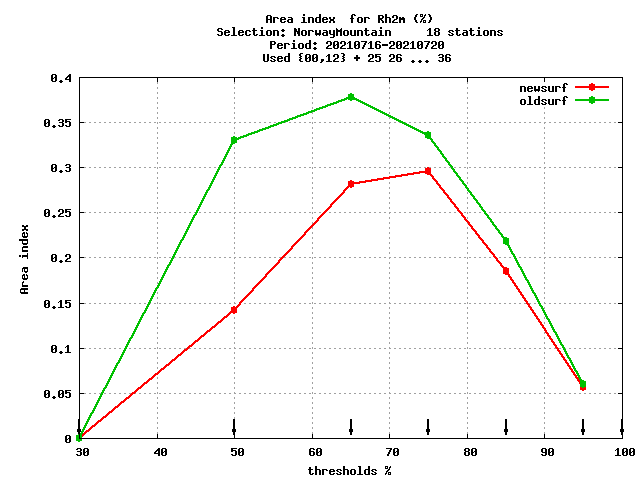 Area index  for Rh2m (%)
Selection: NorwayMountain     18 stations
Period: 20210716-20210720
Used {00,12} + 25 26 ... 36
newsurf
oldsurf
0.4
0.35
0.3
0.25
0.2
0.15
0.1
0.05
0
Area index
30 40 50 60 70 80 90 100
thresholds %